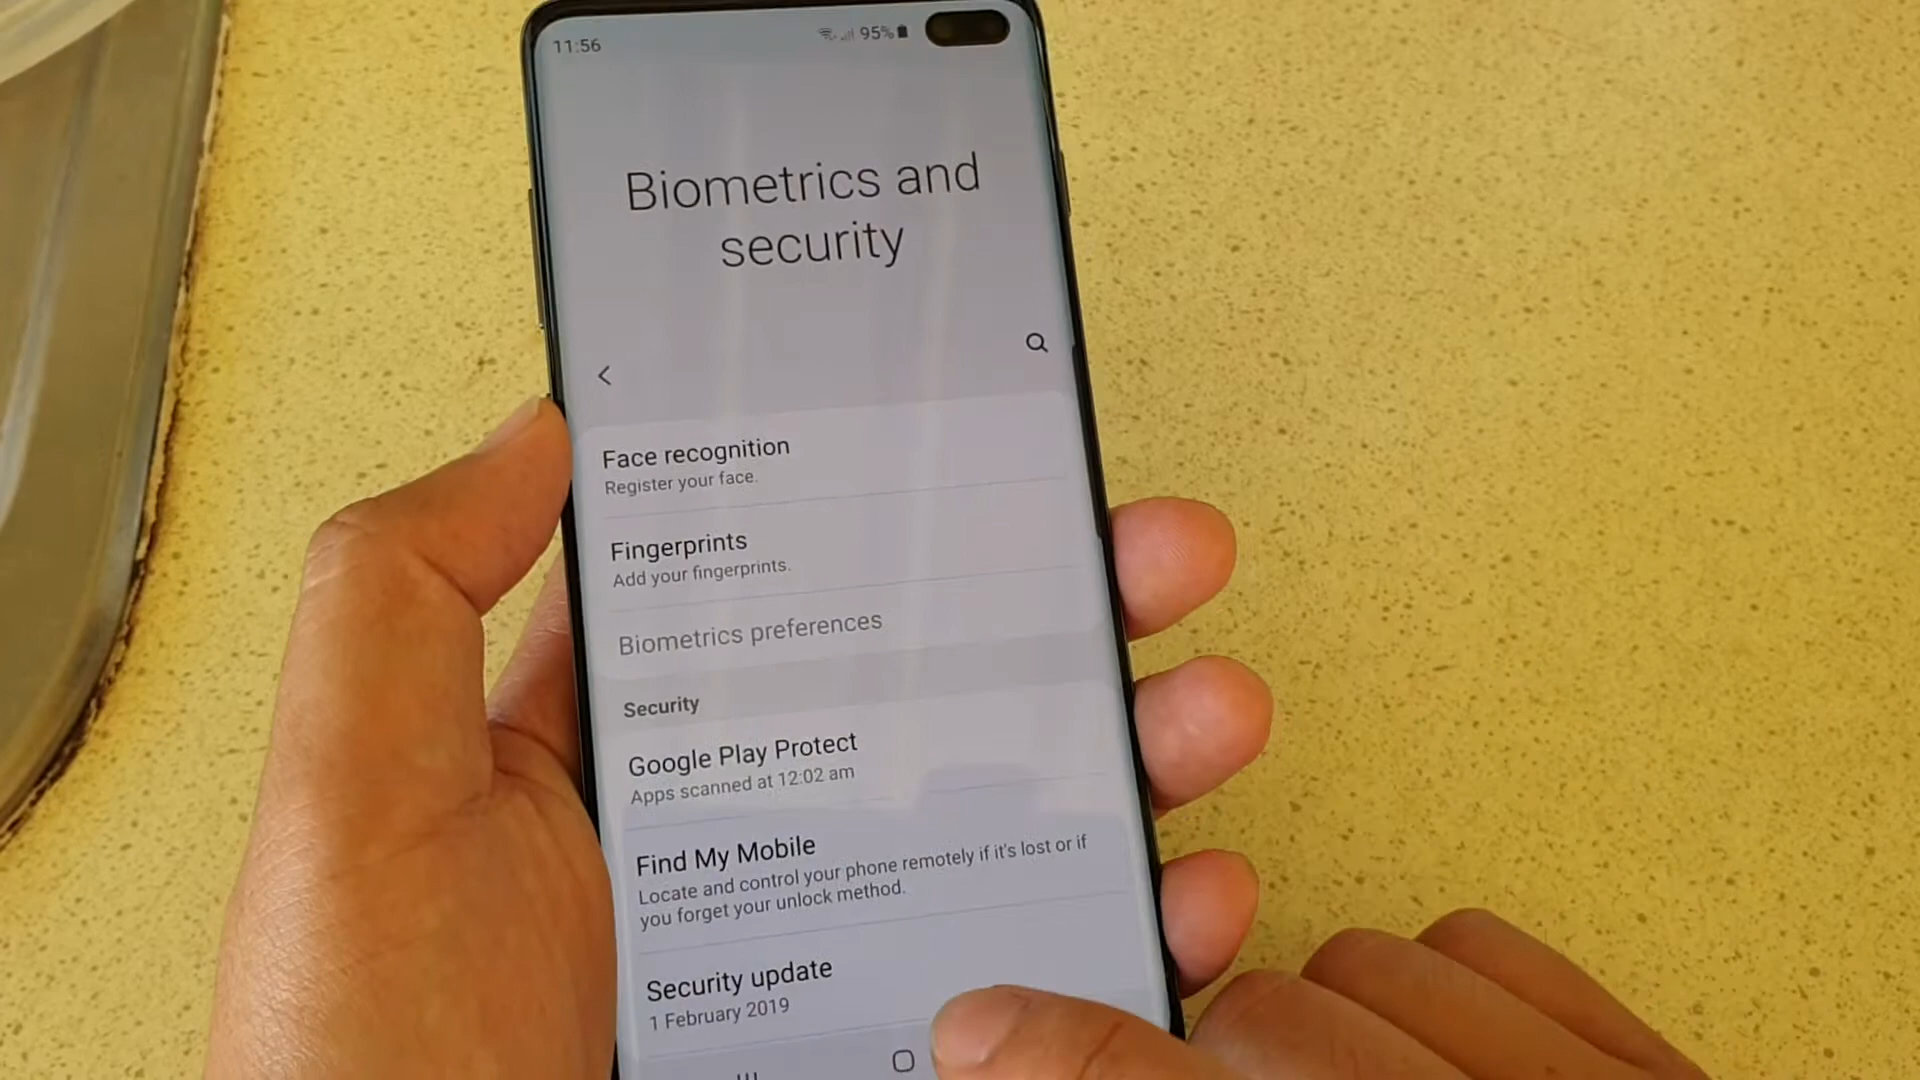 11:56
95%
Biometrics and
security
Face recognition
Register your face.
Fingerprints
Add your fingerprints.
Biometrics preferences
Security
Google Play Protect
Apps scanned at 12:02 am
Find My Mobile
Locate and control your phone remotely if it's lost or if
you forget your unlock method.
Security update
1 February 2019